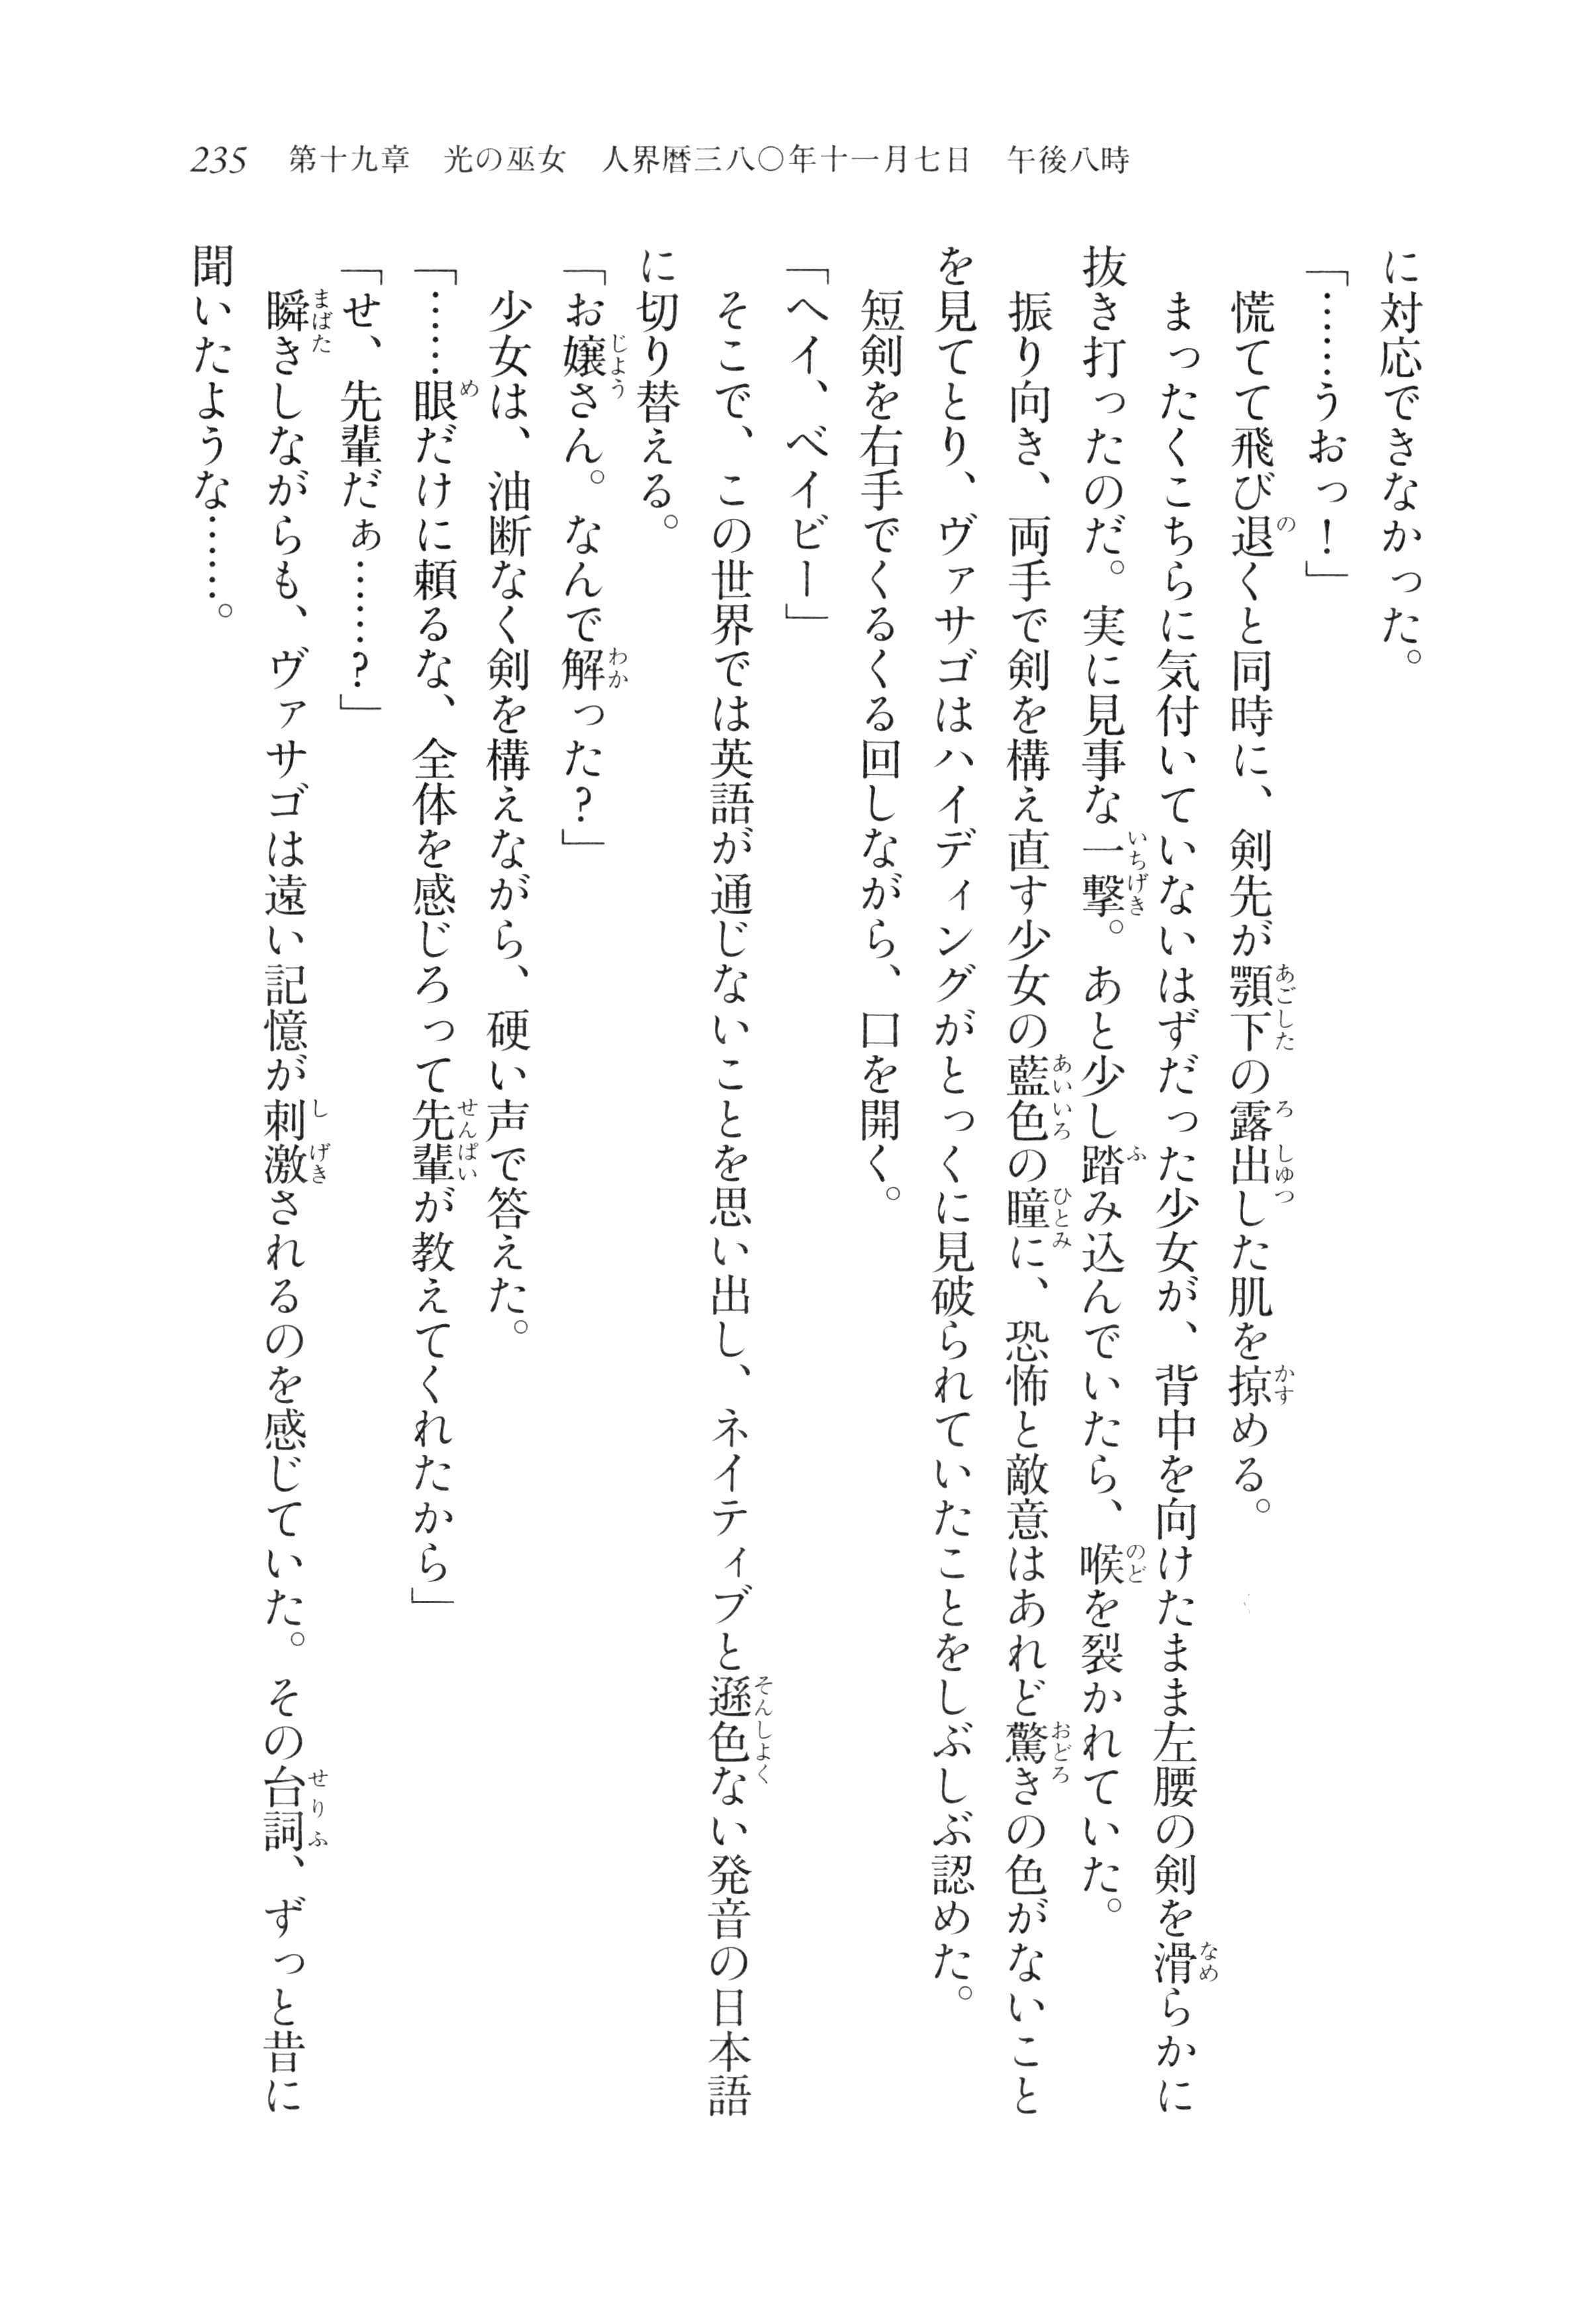 235　第十九章　光の巫女　人界暦三八〇年十一月七日　午後八時
に対応できなかった。
「……うおっ！」
慌てて飛び退くと同時に、剣先が顎下の露出した肌を掠める。
まったくこちらに気付いていないはずだった少女が、背中を向けたまま左腰の剣を滑らかに
抜き打ったのだ。実に見事な一撃。あと少し踏み込んでいたら、喉を裂かれていた。
振り向き、両手で剣を構え直す少女の藍色の瞳に、恐怖と敵意はあれど驚きの色がないこと
を見てとり、ヴァサゴはハイディングがとっくに見破られていたことをしぶしぶ認めた。
短剣を右手でくるくる回しながら、口を開く。
「ヘイ、ベイビー」
そこで、この世界では英語が通じないことを思い出し、ネイティブと遜色ない発音の日本語
に切り替える。
「お嬢さん。なんで解った？」
少女は、油断なく剣を構えながら、硬い声で答えた。
「……眼だけに頼るな、全体を感じろって先輩が教えてくれたから」
「せ、先輩だぁ……？」
瞬きしながらも、ヴァサゴは遠い記憶が刺激されるのを感じていた。その台詞、ずっと昔に
聞いたような……。